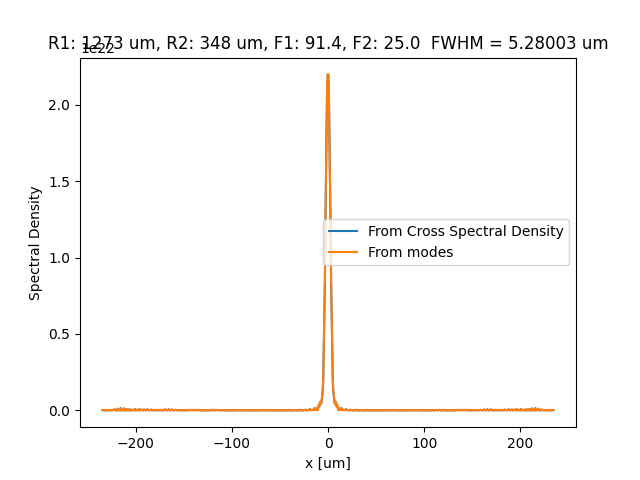 R1: 1273 um, R2: 348 um, F1: 91.4, F2: 25.0  FWHM = 5.28003 um
1e22
2.0
1.5
1.0
0.5
0.0
Spectral Density
From Cross Spectral Density
From modes
−200
−100
0
100
200
x [um]